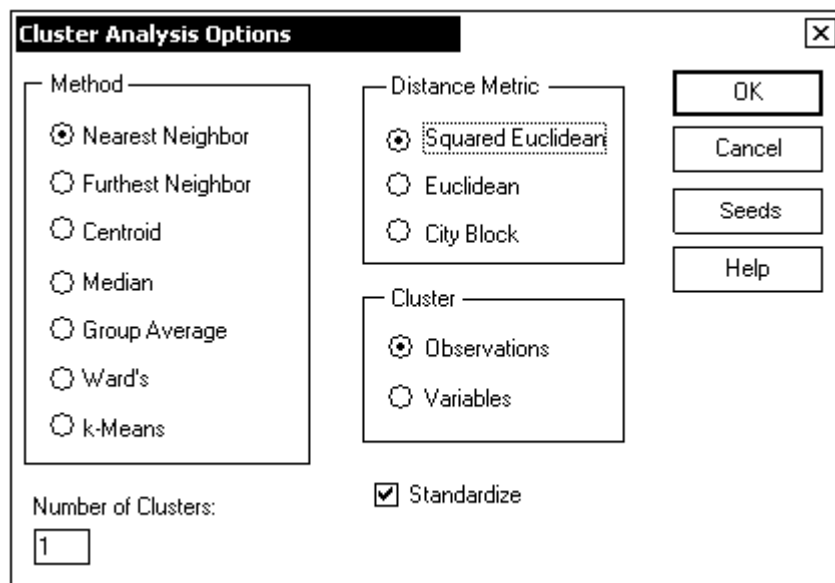 Cluster Analysis Options
Method
Nearest Neighbor
Furthest Neighbor
Centroid
Median
Group Average
Ward's
k-Means
Number of Clusters:
1
Distance Metric
Squared Euclidean
Euclidean
City Block
Cluster
Observations
Variables
Standardize
OK
Cancel
Seeds
Help